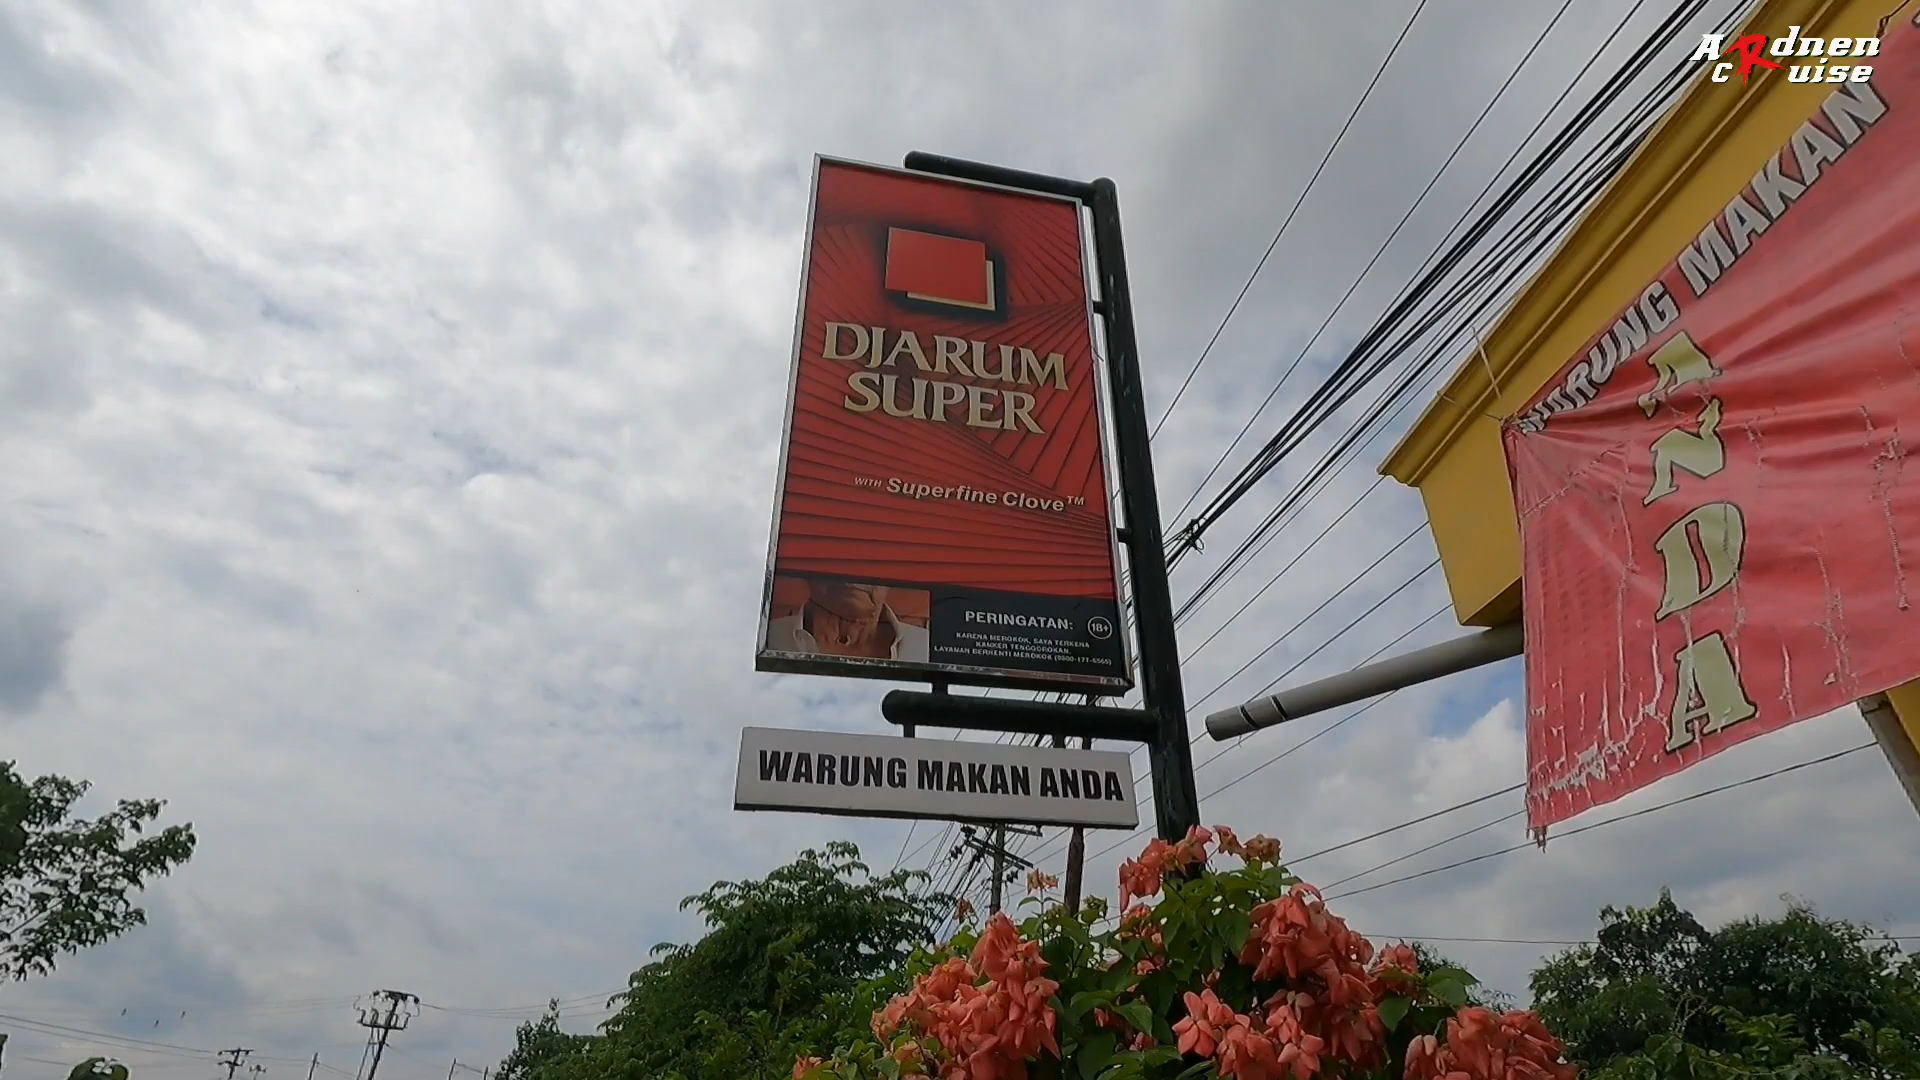 ARdnen
CRuise
DJARUM
SUPER
WITH Superfine Clove™
PERINGATAN: 18+
KARENA MEROKOK, SAYA TERKENA
KANKER TENGGOROKAN.
LAYANAN BERHENTI MEROKOK (0800-177-6565)
WARUNG MAKAN ANDA
WARUNG MAKAN
ANDA